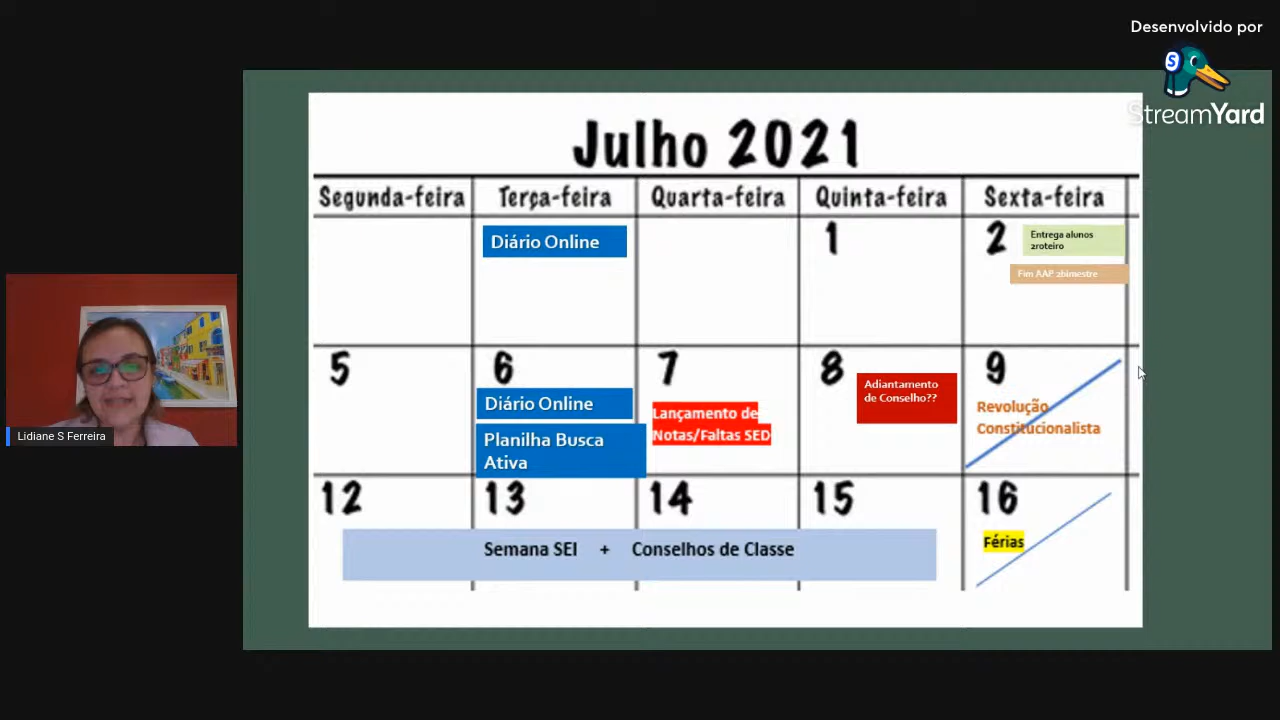 Desenvolvido por
StreamYard
Julho 2021
Segunda-feira Terça-feira Quarta-feira Quinta-feira Sexta-feira
Diário Online
1
2
Entrega alunos
2roteiro
Fim AAP 2bimestre
5
6
Diário Online
Planilha Busca
Ativa
7
Lançamento de
Notas/Faltas SED
8
Adiantamento
de Conselho??
9
Revolução
Constitucionalista
12
13
14
15
16
Semana SEI + Conselhos de Classe
Férias
Lidiane S Ferreira